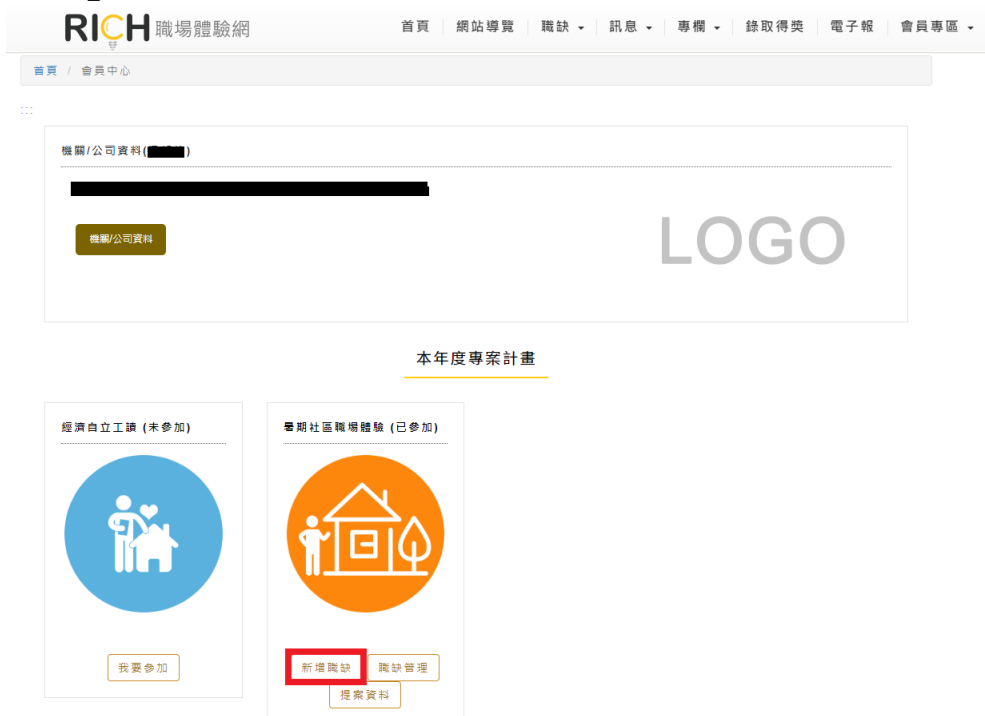 RICH 職場體驗網
首頁 網站導覽 職缺 訊息 專欄 錄取得獎 電子報 會員專區
首頁 / 會員中心
:::
機關/公司資料( )
機關/公司資料
LOGO
本年度專案計畫
經濟自立工讀 (未參加)
暑期社區職場體驗 (已參加)
我要參加
新增職缺 職缺管理
提案資料